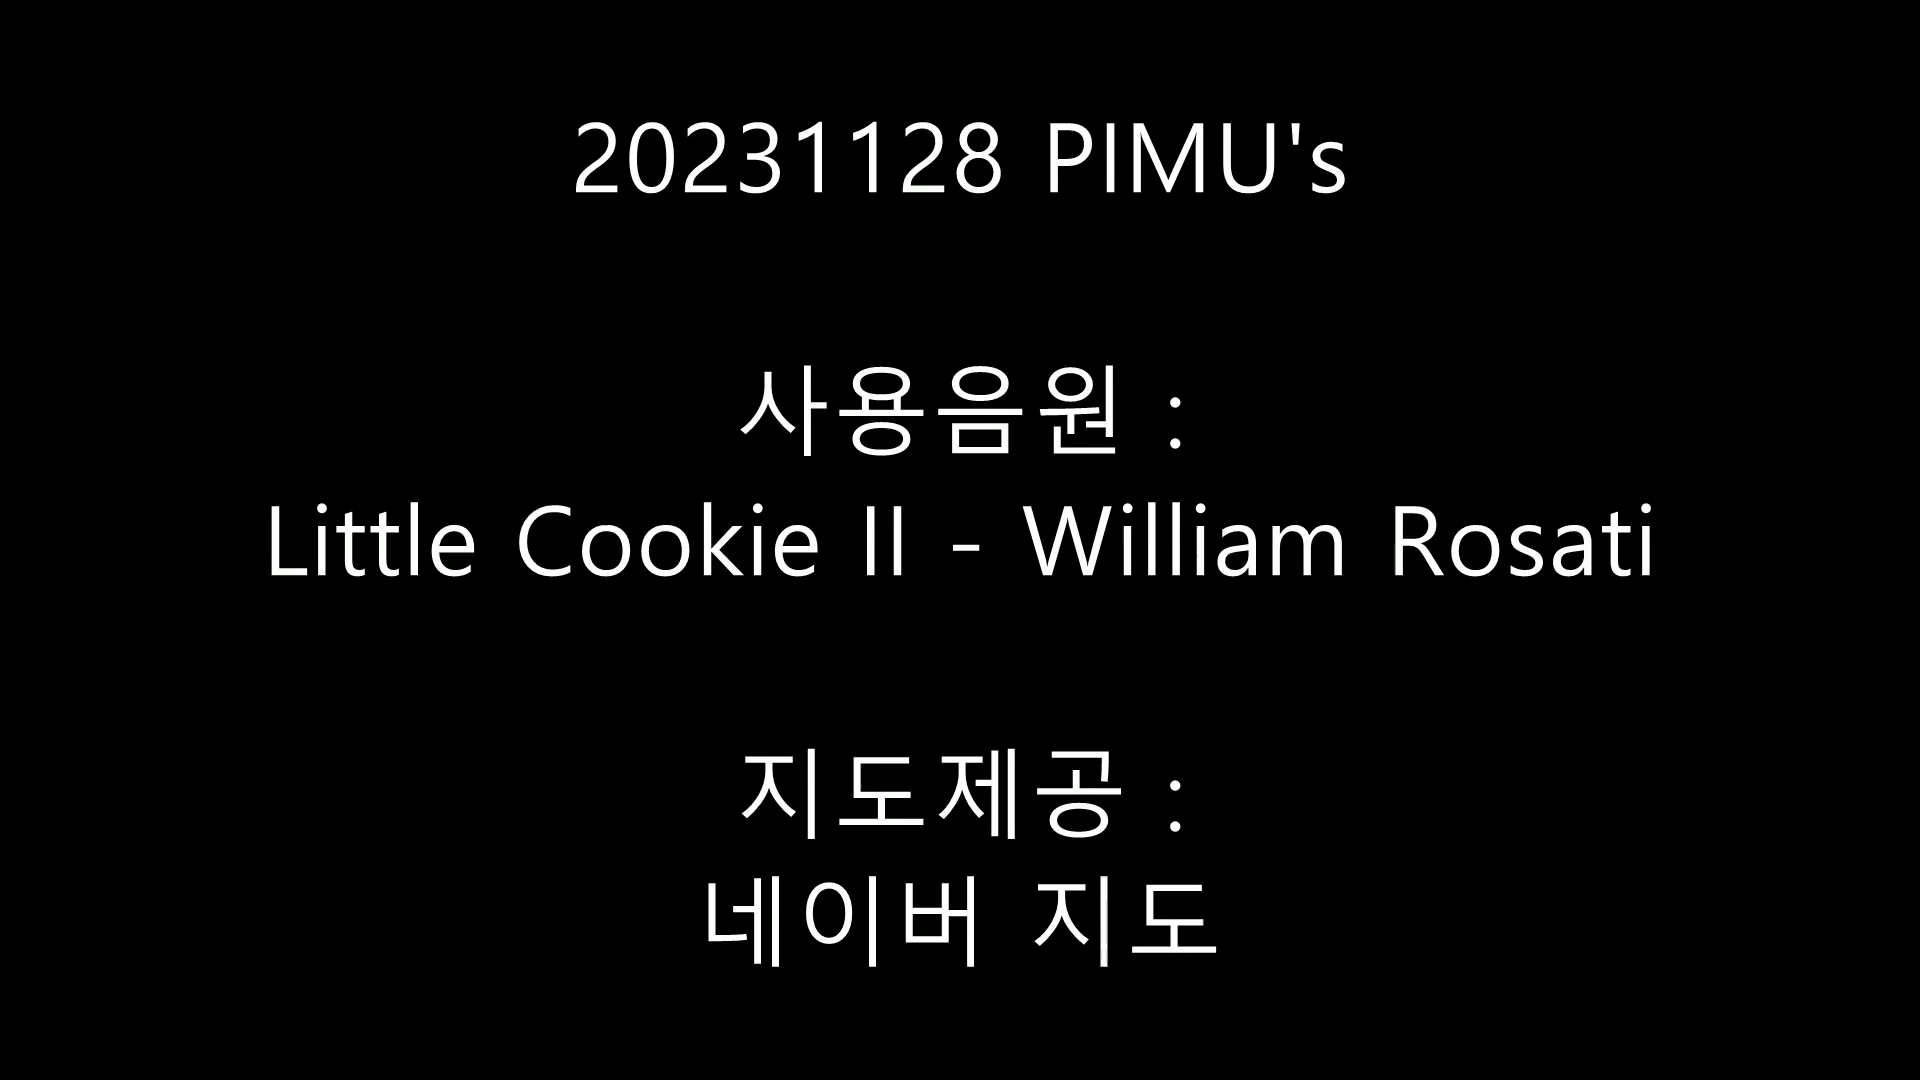 20231128 PIMU's
사용음원 :
Little Cookie II - William Rosati
지도제공 :
네이버 지도